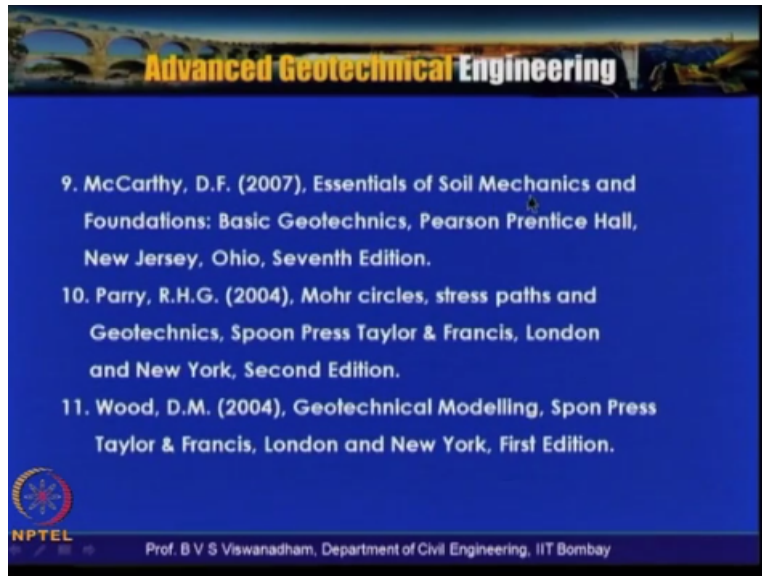 Advanced Geotechnical Engineering
9. McCarthy, D.F. (2007), Essentials of Soil Mechanics and
Foundations: Basic Geotechnics, Pearson Prentice Hall,
New Jersey, Ohio, Seventh Edition.
10. Parry, R.H.G. (2004), Mohr circles, stress paths and
Geotechnics, Spoon Press Taylor & Francis, London
and New York, Second Edition.
11. Wood, D.M. (2004), Geotechnical Modelling, Spon Press
Taylor & Francis, London and New York, First Edition.
NPTEL
Prof. B V S Viswanadham, Department of Civil Engineering, IIT Bombay